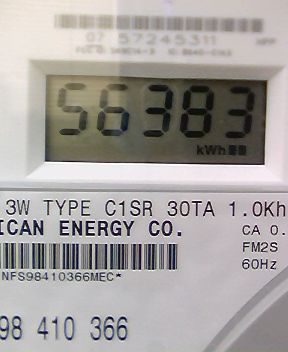 07 57245311
56383
kWh
3W TYPE C1SR 30TA 1.0Kh
ICAN ENERGY CO. CA 0.
FM2S
60Hz
NFS98410366MEC*
98 410 366